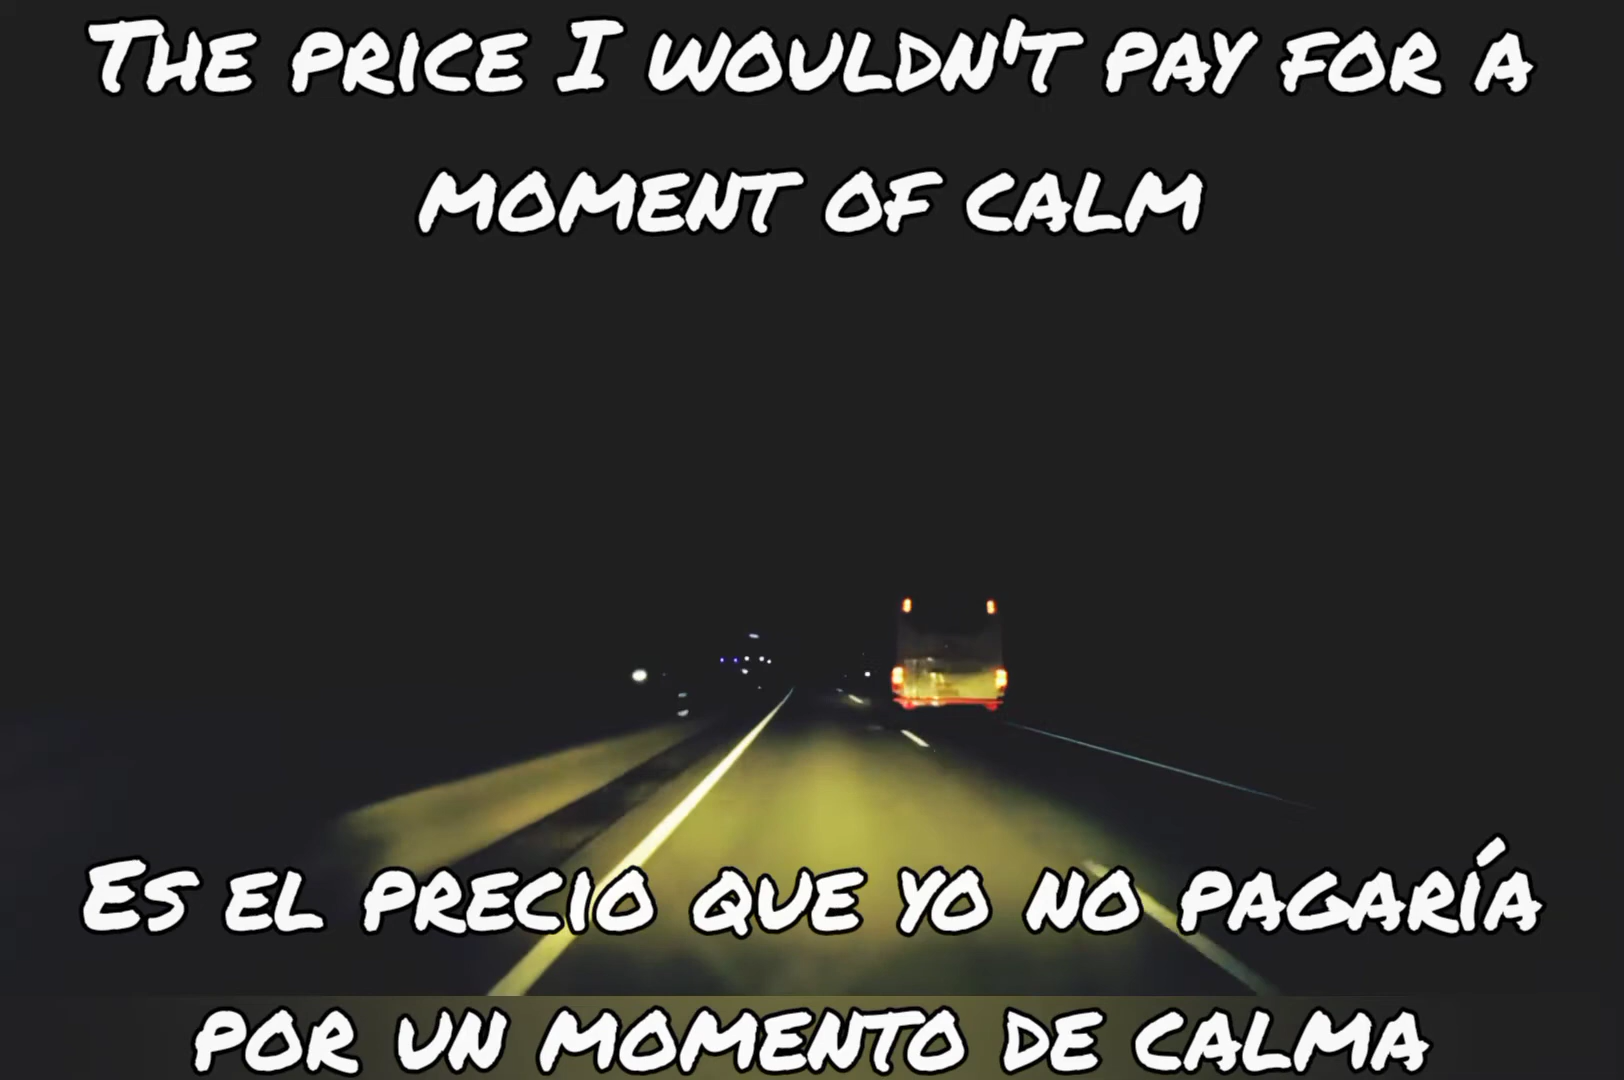 The price I wouldn't pay for a
moment of calm
Es el precio que yo no pagaría
por un momento de calma